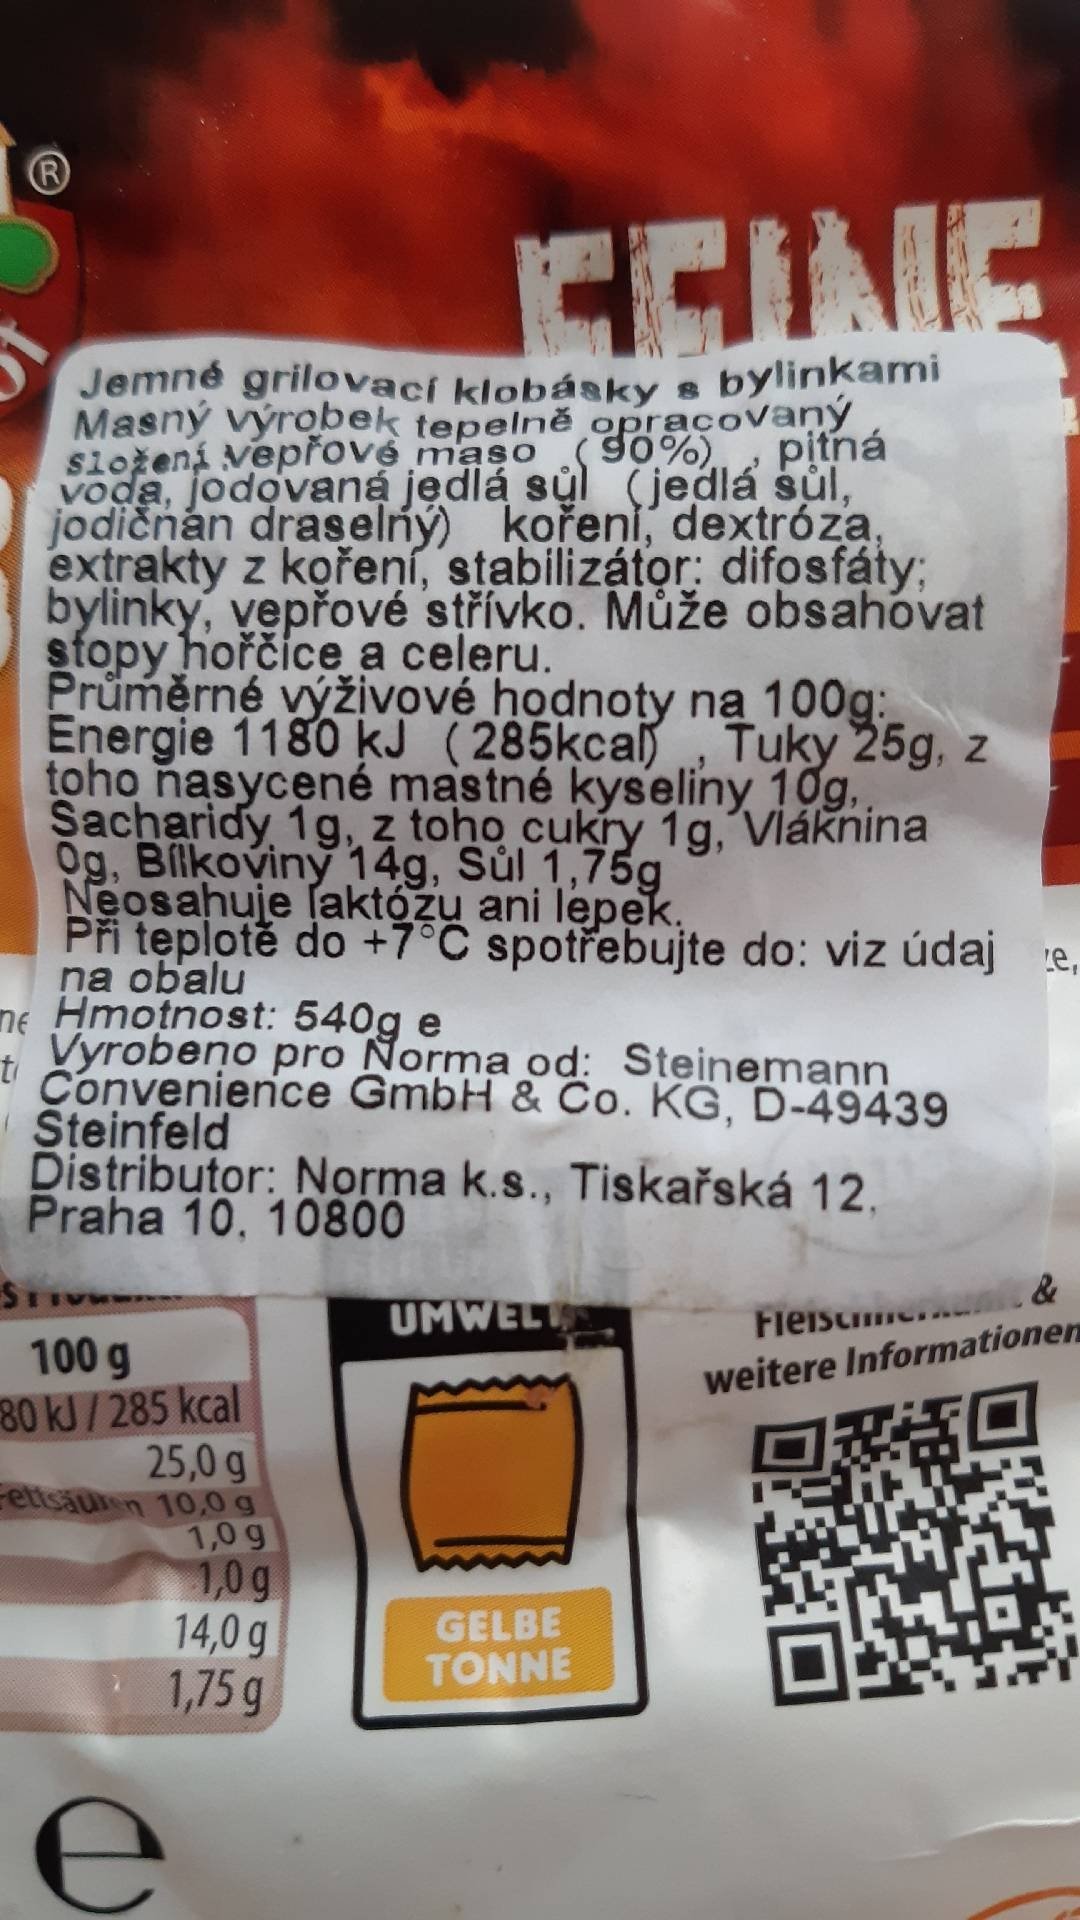 ®
FEINE
Jemné grilovací klobásky s bylinkami
Masný výrobek tepelně opracovaný
složení vepřové maso (90%) , pitná
voda, jodovaná jedlá sůl (jedlá sůl,
jodičnan draselný) koření, dextróza,
extrakty z koření, stabilizátor: difosfáty;
bylinky, vepřové střívko. Může obsahovat
stopy hořčice a celeru.
Průměrné výživové hodnoty na 100g:
Energie 1180 kJ (285kcal) , Tuky 25g, z
toho nasycené mastné kyseliny 10g,
Sacharidy 1g, z toho cukry 1g, Vláknina
0g, Bílkoviny 14g, Sůl 1,75g
Neosahuje laktózu ani lepek.
Při teplotě do +7°C spotřebujte do: viz údaj
na obalu
Hmotnost: 540g e
Vyrobeno pro Norma od: Steinemann
Convenience GmbH & Co. KG, D-49439
Steinfeld
Distributor: Norma k.s., Tiskařská 12,
Praha 10, 10800
100 g
80 kJ / 285 kcal
25,0 g
Fettsäuren 10,0 g
1,0 g
1,0 g
14,0 g
1,75 g
UMWELT
GELBE
TONNE
&
weitere Informationen
e